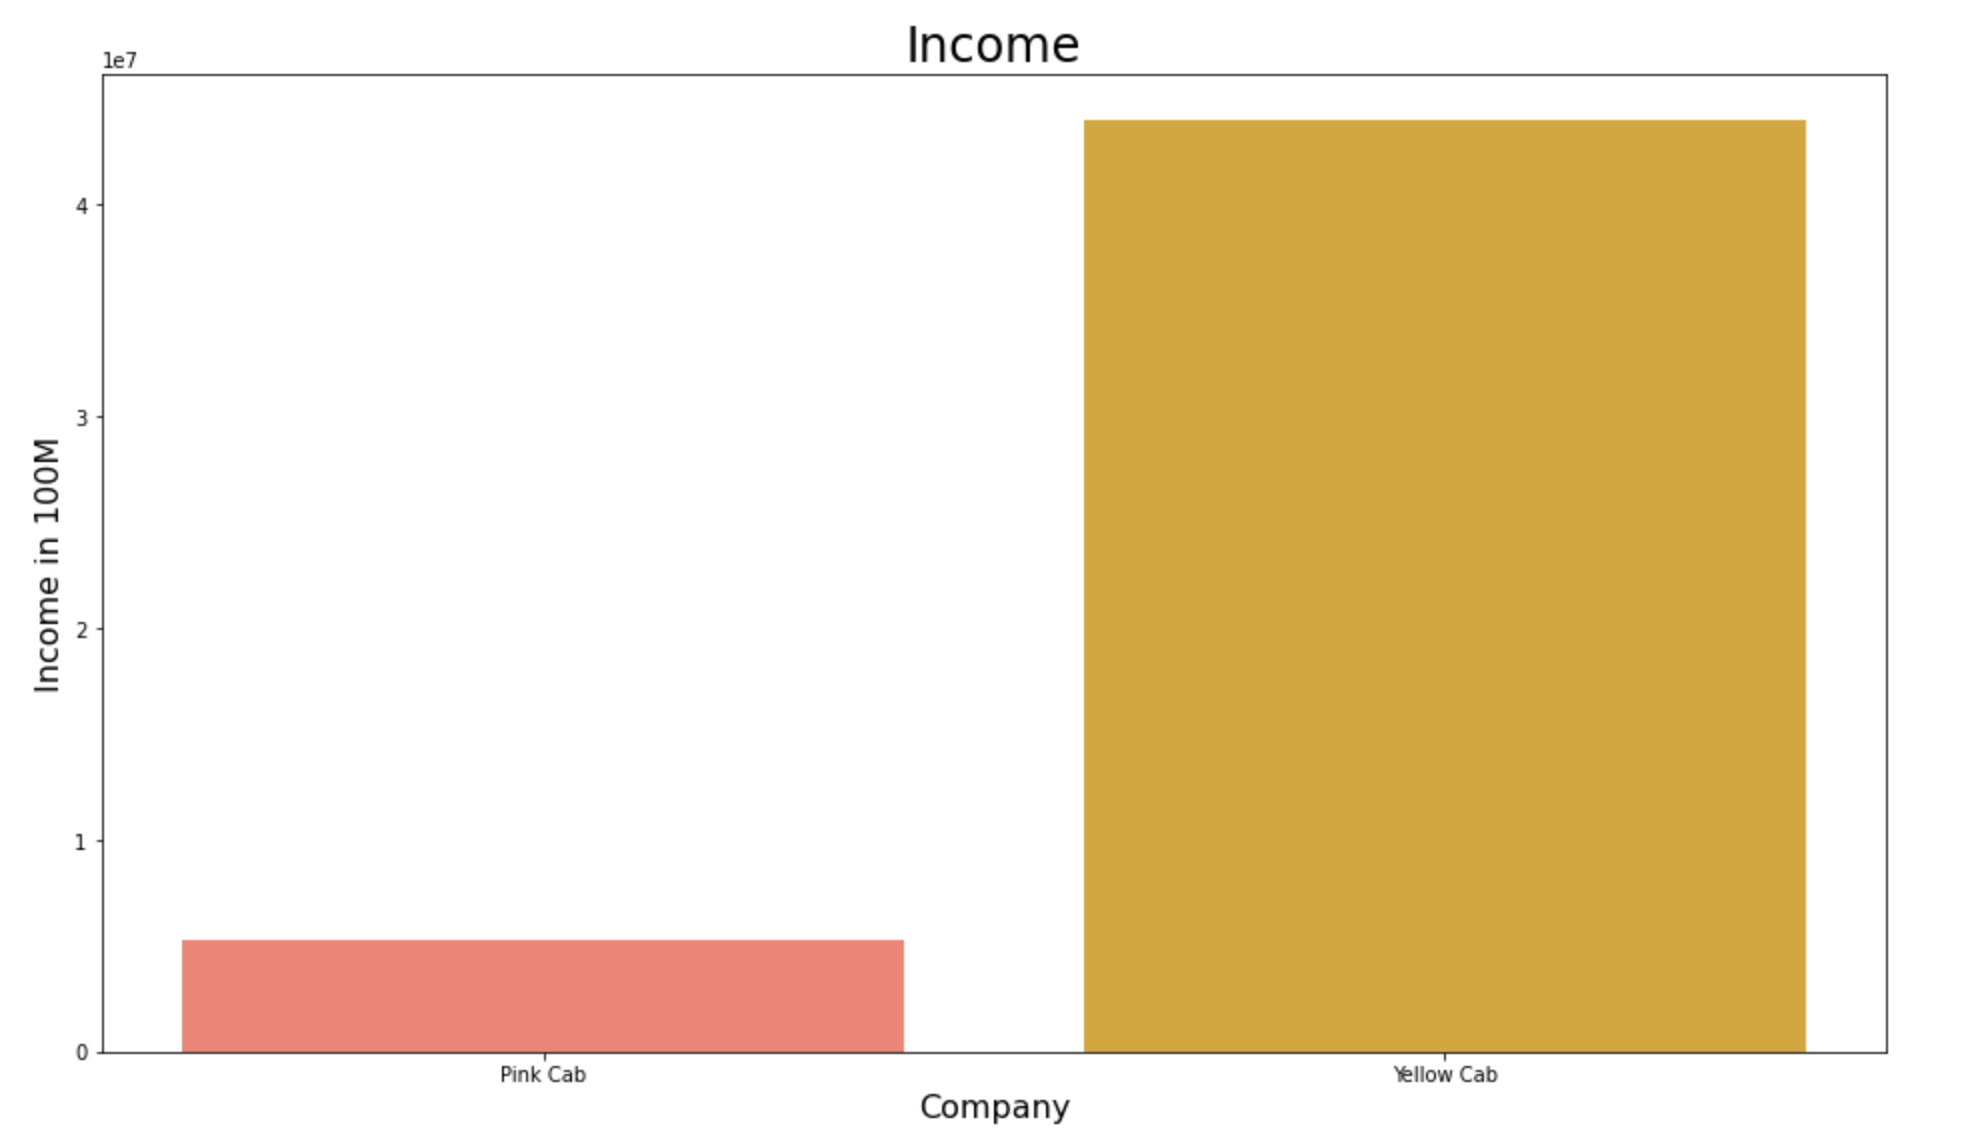 Income
1e7
4
3
2
1
0
Income in 100M
Pink Cab
Yellow Cab
Company